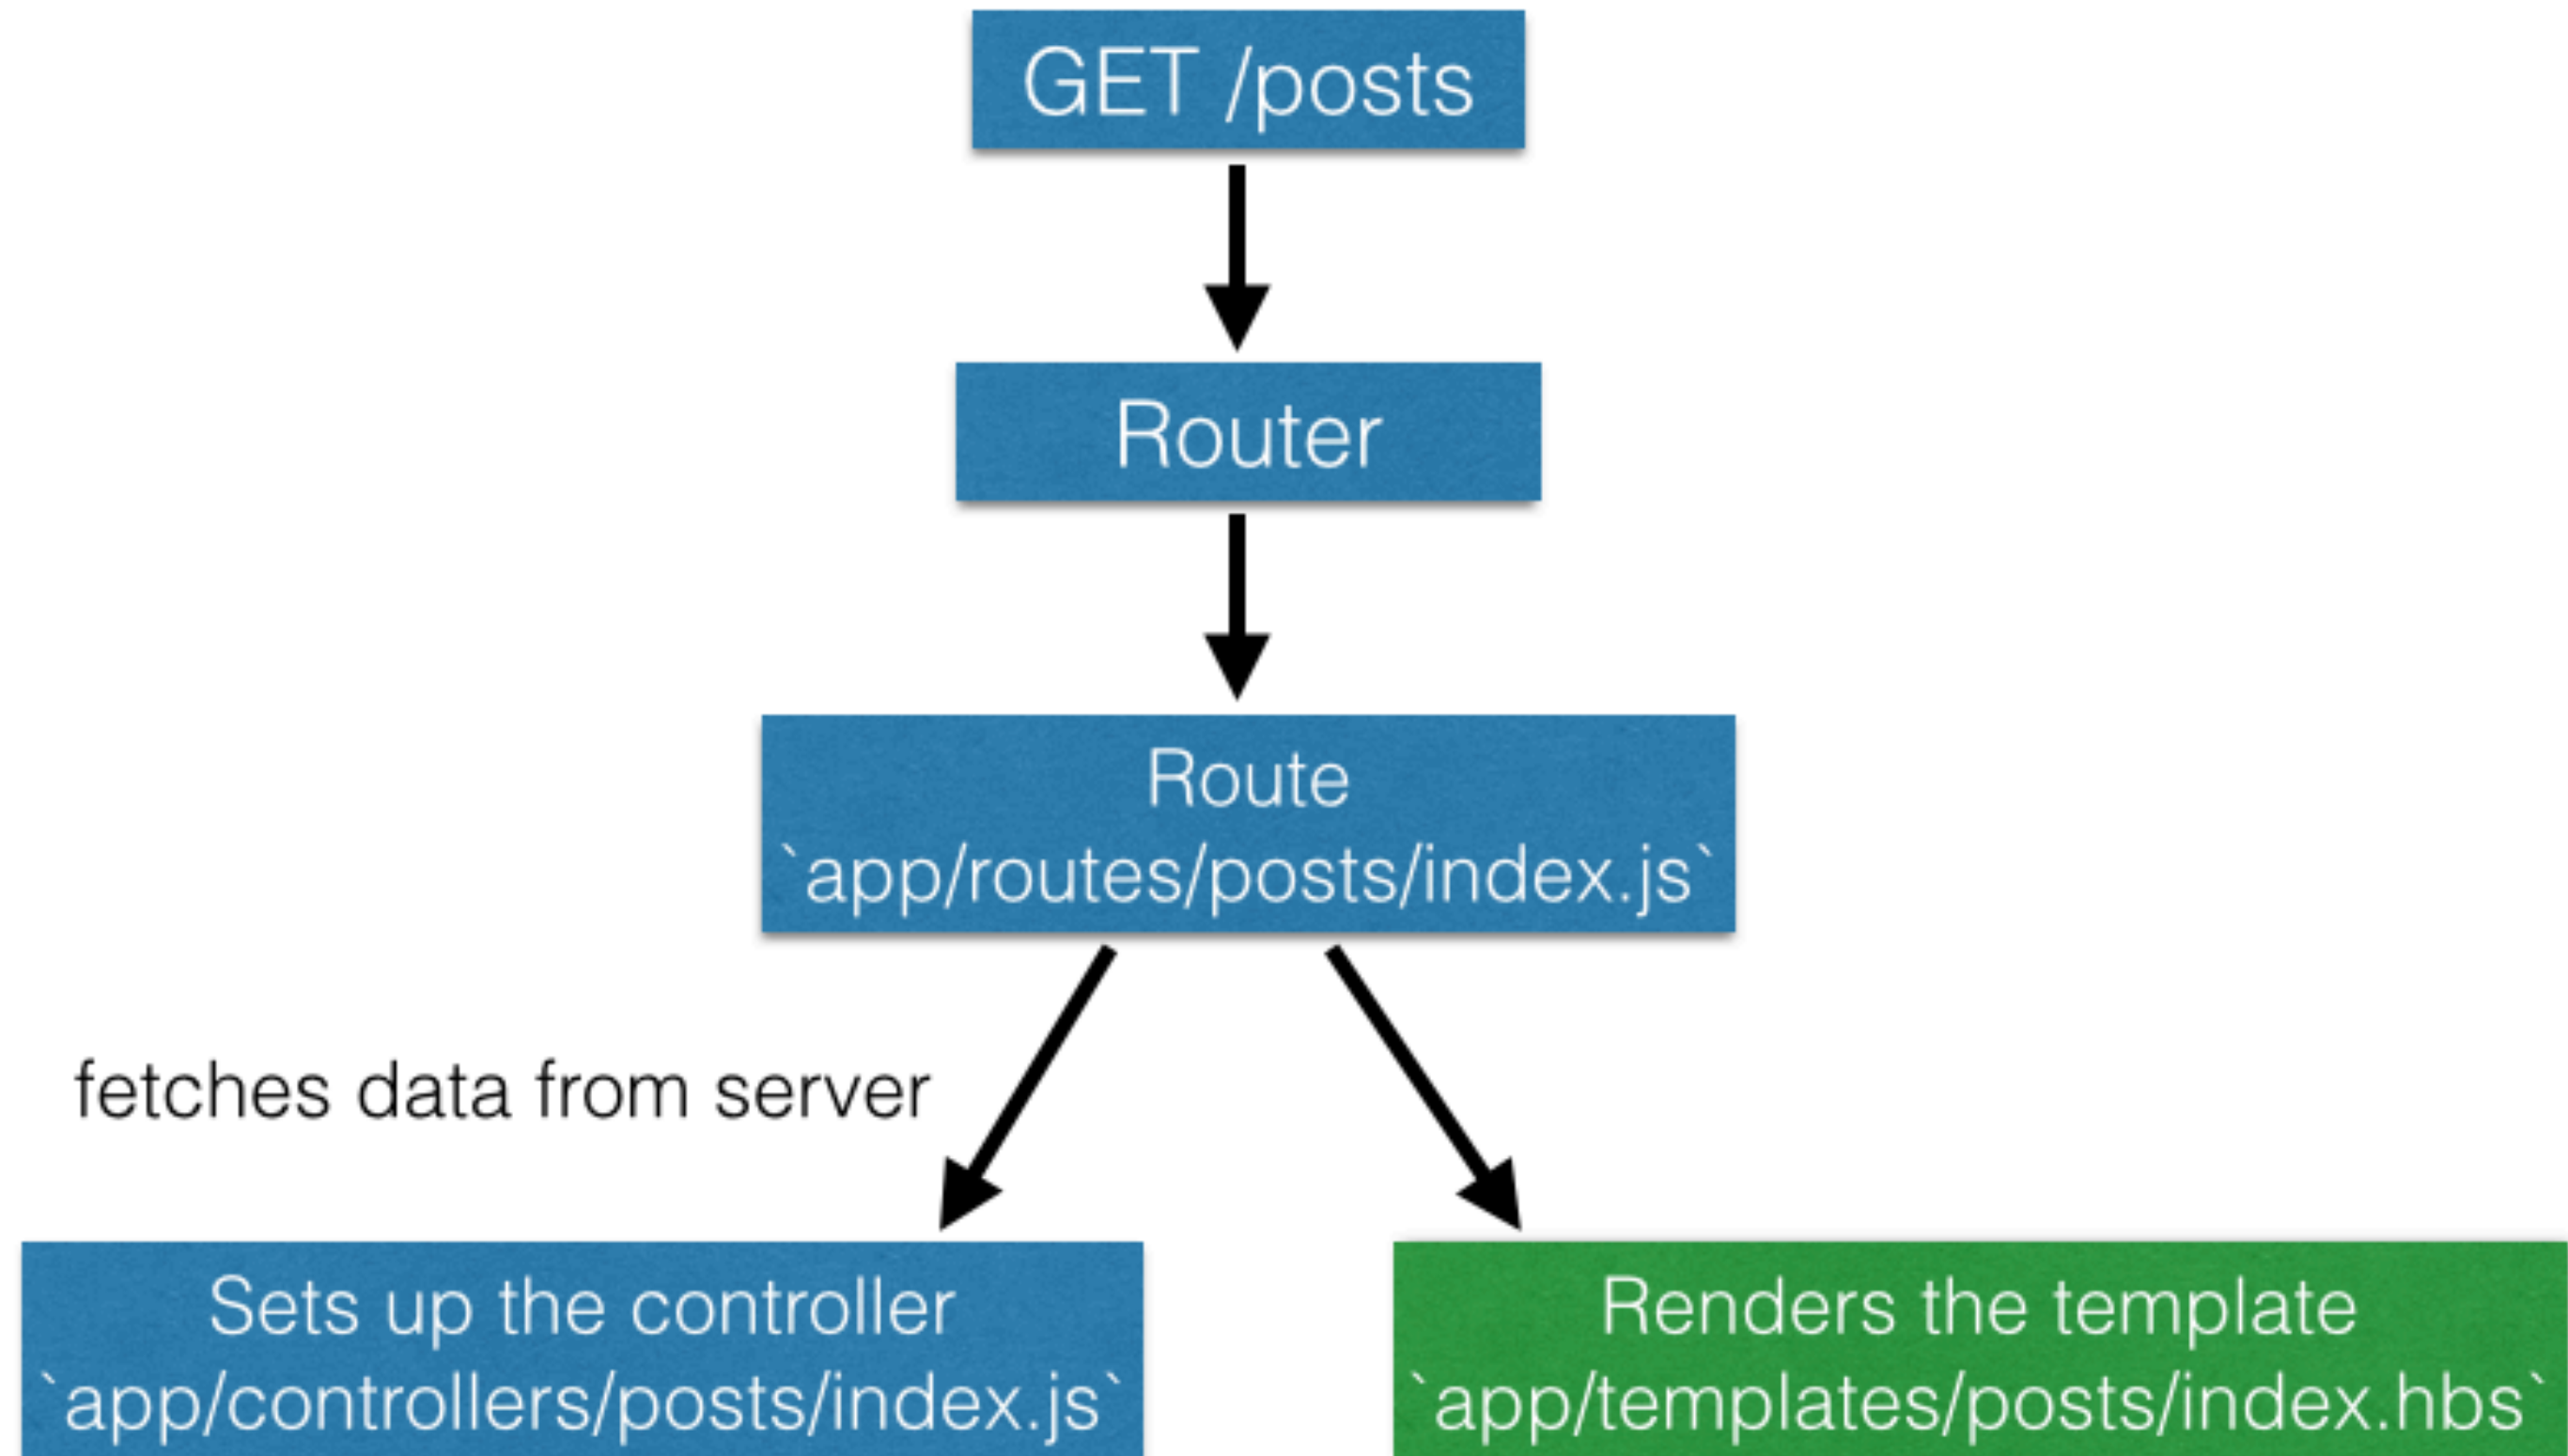 GET /posts
Router
Route
`app/routes/posts/index.js`
fetches data from server
Sets up the controller
`app/controllers/posts/index.js`
Renders the template
`app/templates/posts/index.hbs`